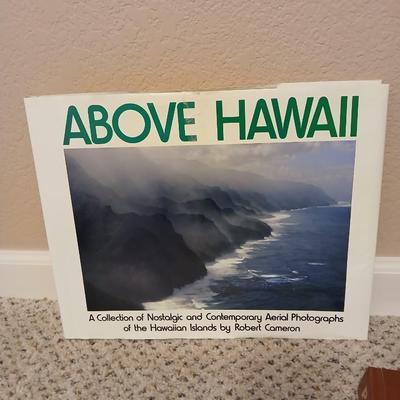 ABOVE HAWAII
A Collection of Nostalgic and Contemporary Aerial Photographs
of the Hawaiian Islands by Robert Cameron